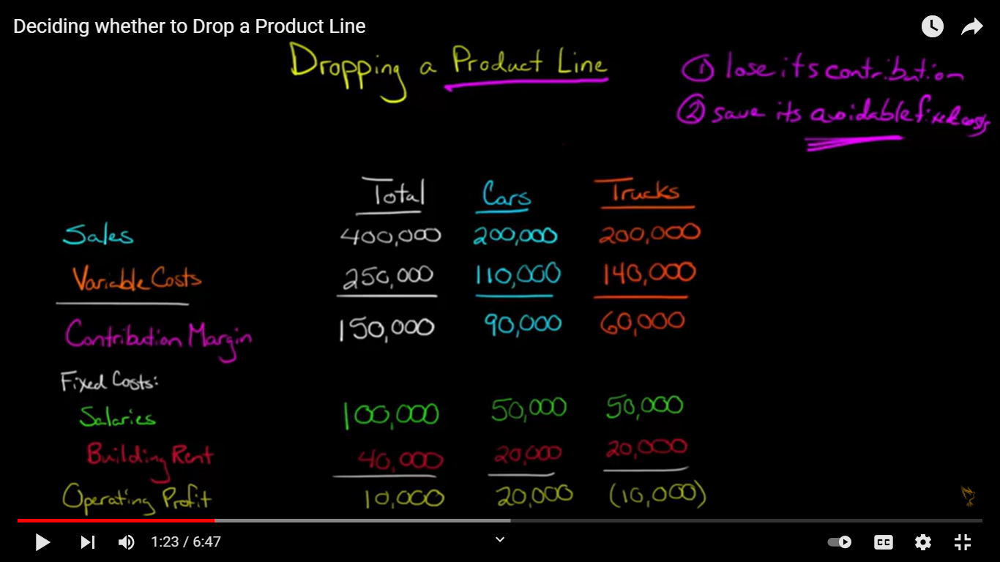 Deciding whether to Drop a Product Line
Dropping a Product Line
① lose its contribution
② save its avoidable fixed costs
Total Cars Trucks
Sales 400,000 200,000 200,000
Variable Costs 250,000 110,000 140,000
Contribution Margin 150,000 90,000 60,000
Fixed Costs:
Salaries 100,000 50,000 50,000
Building Rent 40,000 20,000 20,000
Operating Profit 10,000 20,000 (10,000)
1:23 / 6:47
CC